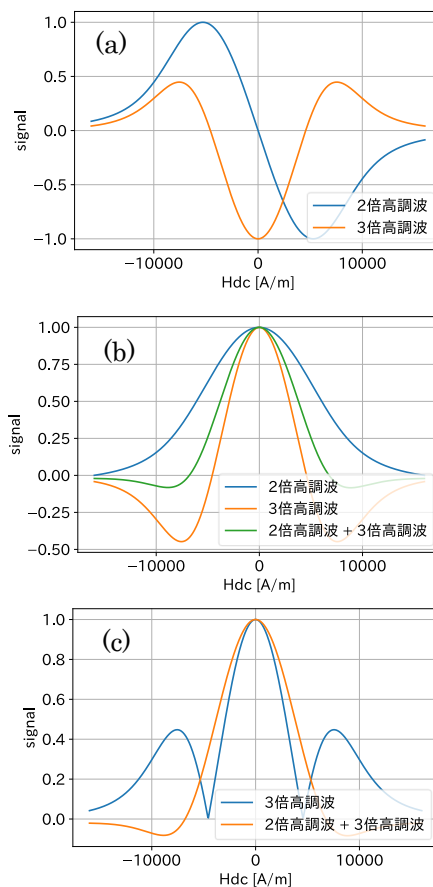 (a)
1.0
0.5
0.0
−0.5
−1.0
signal
2倍高調波
3倍高調波
−10000
0
10000
Hdc [A/m]
(b)
1.00
0.75
0.50
0.25
0.00
−0.25
−0.50
signal
2倍高調波
3倍高調波
2倍高調波 + 3倍高調波
−10000
0
10000
Hdc [A/m]
(c)
1.0
0.8
0.6
0.4
0.2
0.0
signal
3倍高調波
2倍高調波 + 3倍高調波
−10000
0
10000
Hdc [A/m]